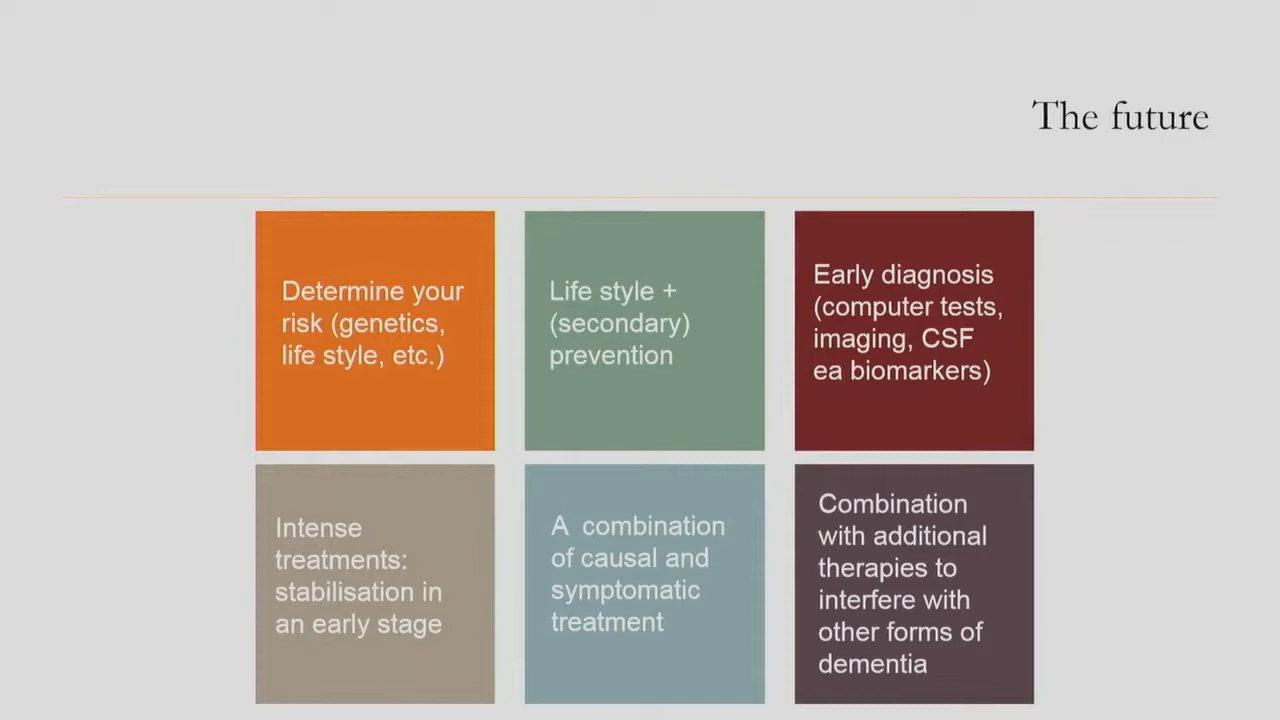 The future
Determine your
risk (genetics,
life style, etc.)
Life style +
(secondary)
prevention
Early diagnosis
(computer tests,
imaging, CSF
ea biomarkers)
Intense
treatments:
stabilisation in
an early stage
A combination
of causal and
symptomatic
treatment
Combination
with additional
therapies to
interfere with
other forms of
dementia